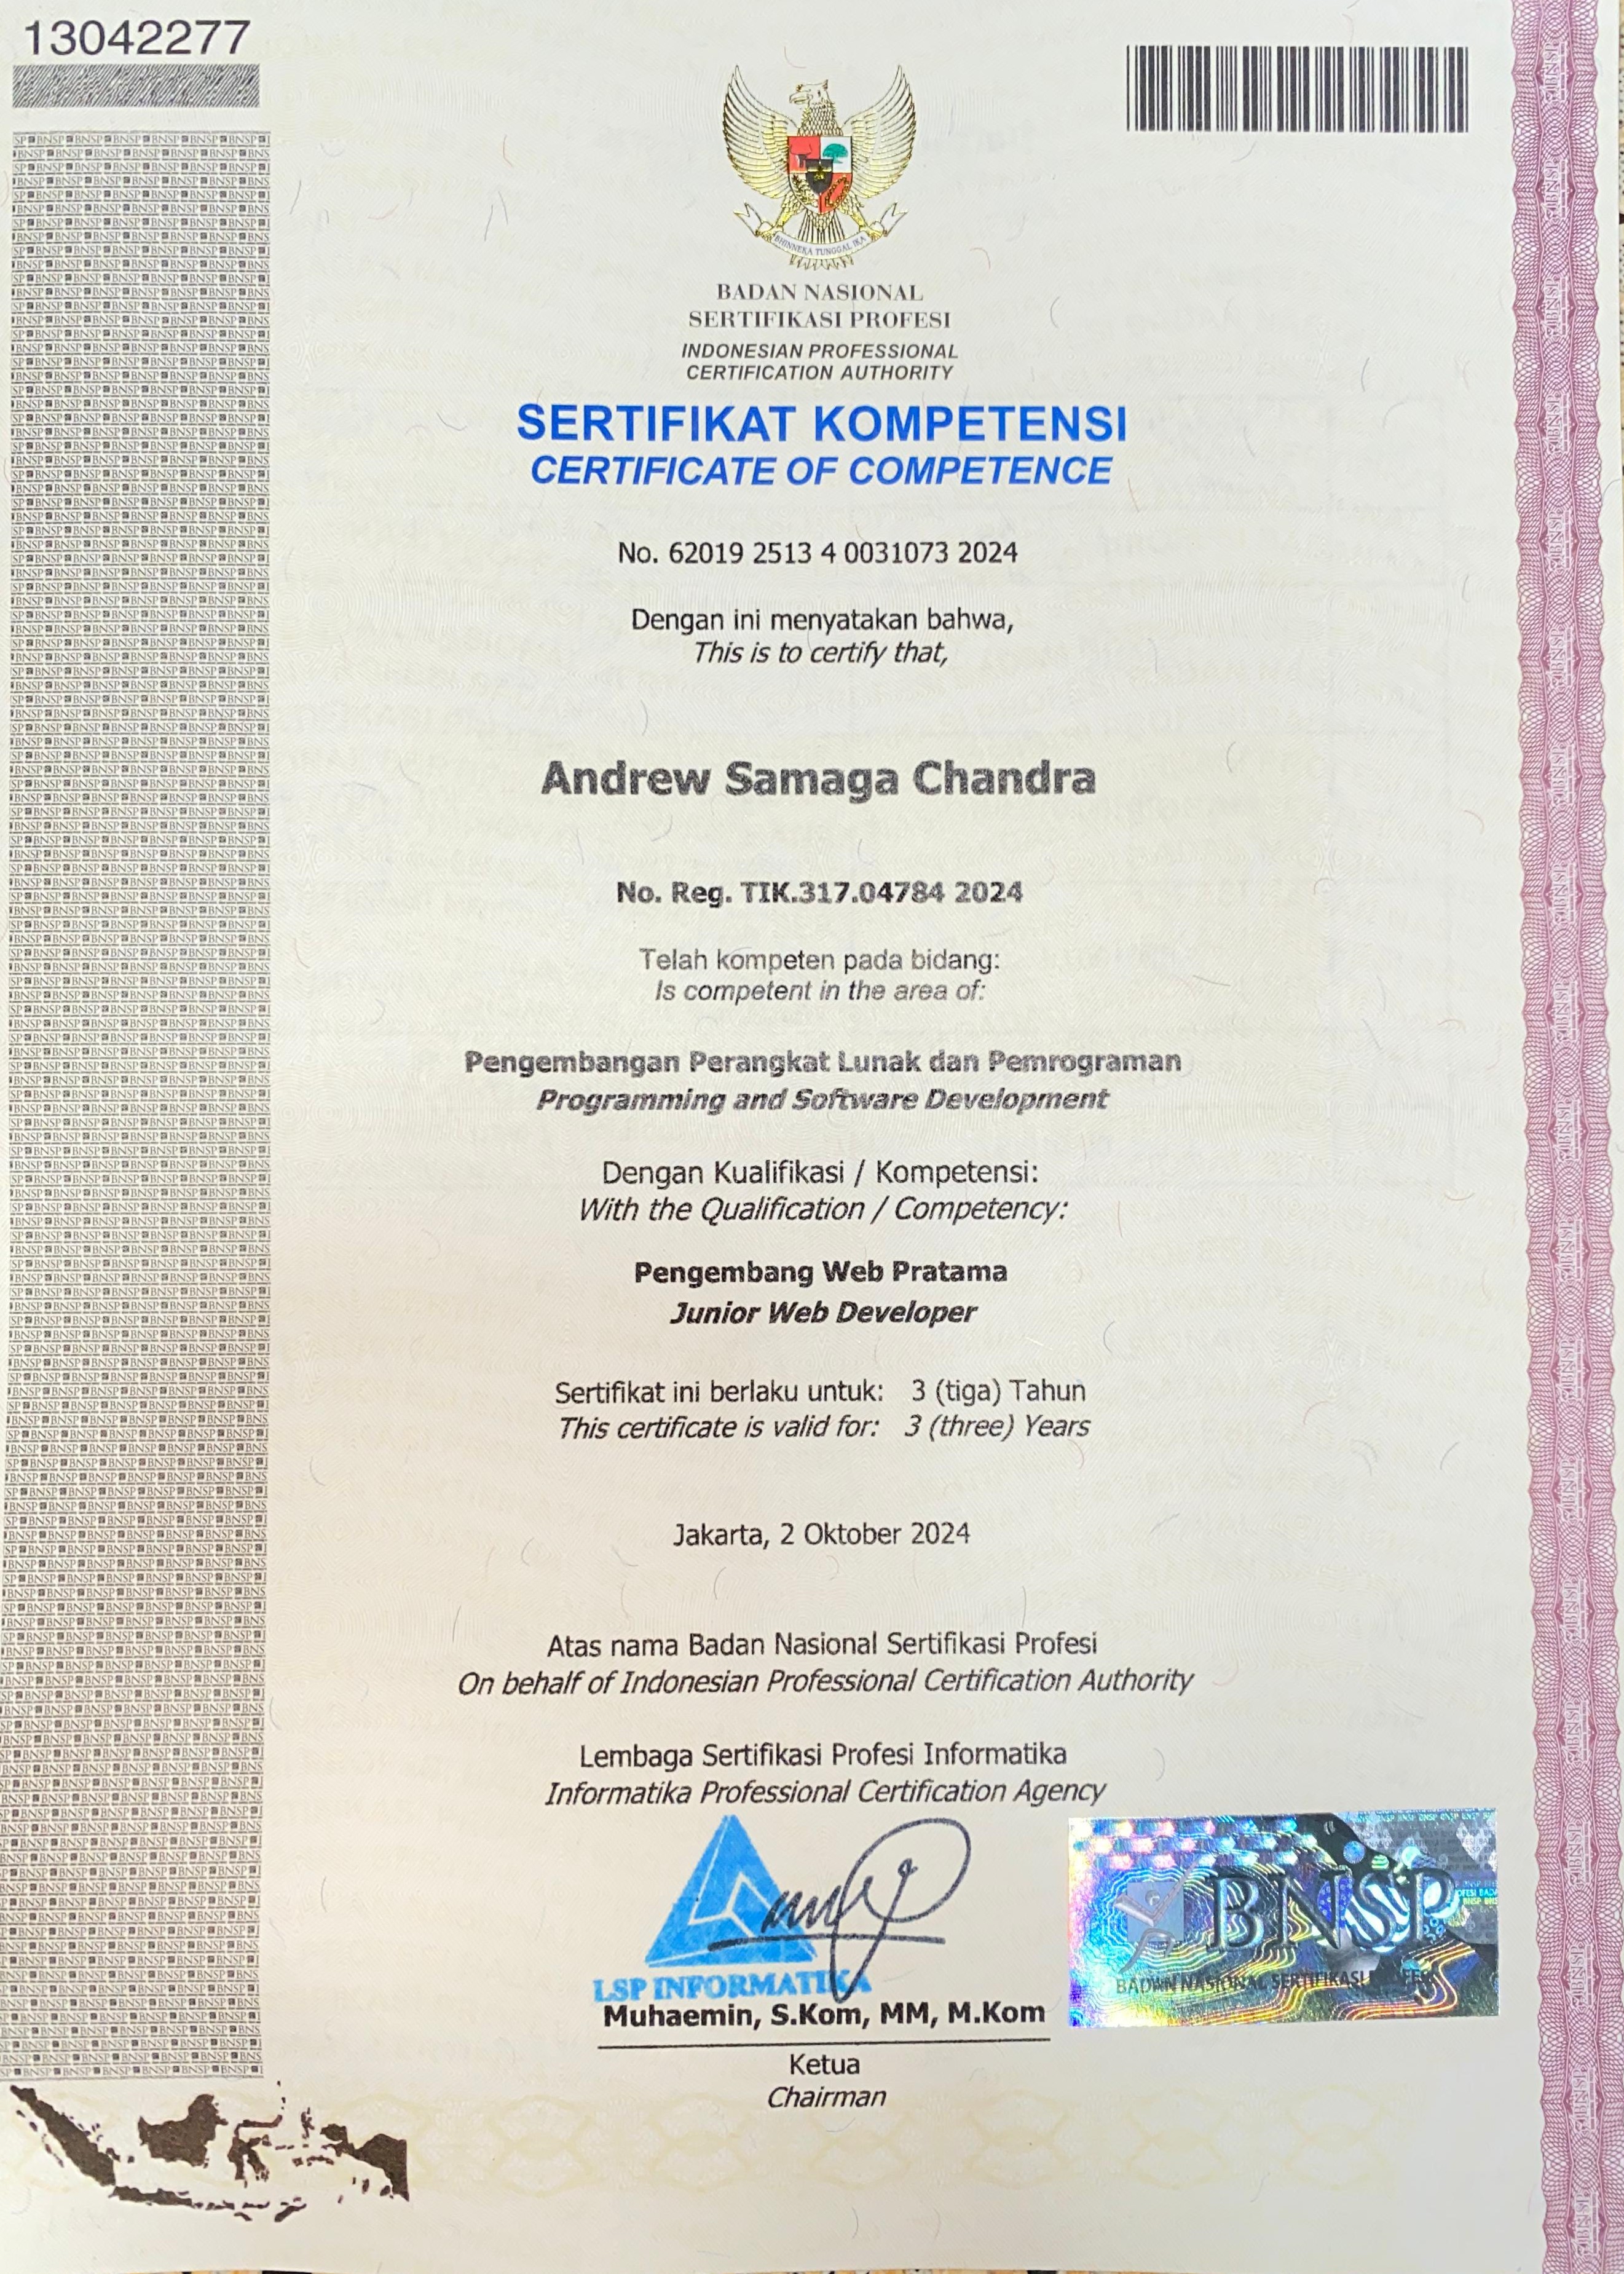 13042277
BHINNEKA TUNGGAL IKA
BADAN NASIONAL
SERTIFIKASI PROFESI
INDONESIAN PROFESSIONAL
CERTIFICATION AUTHORITY
SERTIFIKAT KOMPETENSI
CERTIFICATE OF COMPETENCE
No. 62019 2513 4 0031073 2024
Dengan ini menyatakan bahwa,
This is to certify that,
Andrew Samaga Chandra
No. Reg. TIK.317.04784 2024
Telah kompeten pada bidang:
Is competent in the area of:
Pengembangan Perangkat Lunak dan Pemrograman
Programming and Software Development
Dengan Kualifikasi / Kompetensi:
With the Qualification / Competency:
Pengembang Web Pratama
Junior Web Developer
Sertifikat ini berlaku untuk: 3 (tiga) Tahun
This certificate is valid for: 3 (three) Years
Jakarta, 2 Oktober 2024
Atas nama Badan Nasional Sertifikasi Profesi
On behalf of Indonesian Professional Certification Authority
Lembaga Sertifikasi Profesi Informatika
Informatika Professional Certification Agency
LSP INFORMATIKA
BNSP
BADAN NASIONAL SERTIFIKASI
Muhaemin, S.Kom, MM, M.Kom
Ketua
Chairman